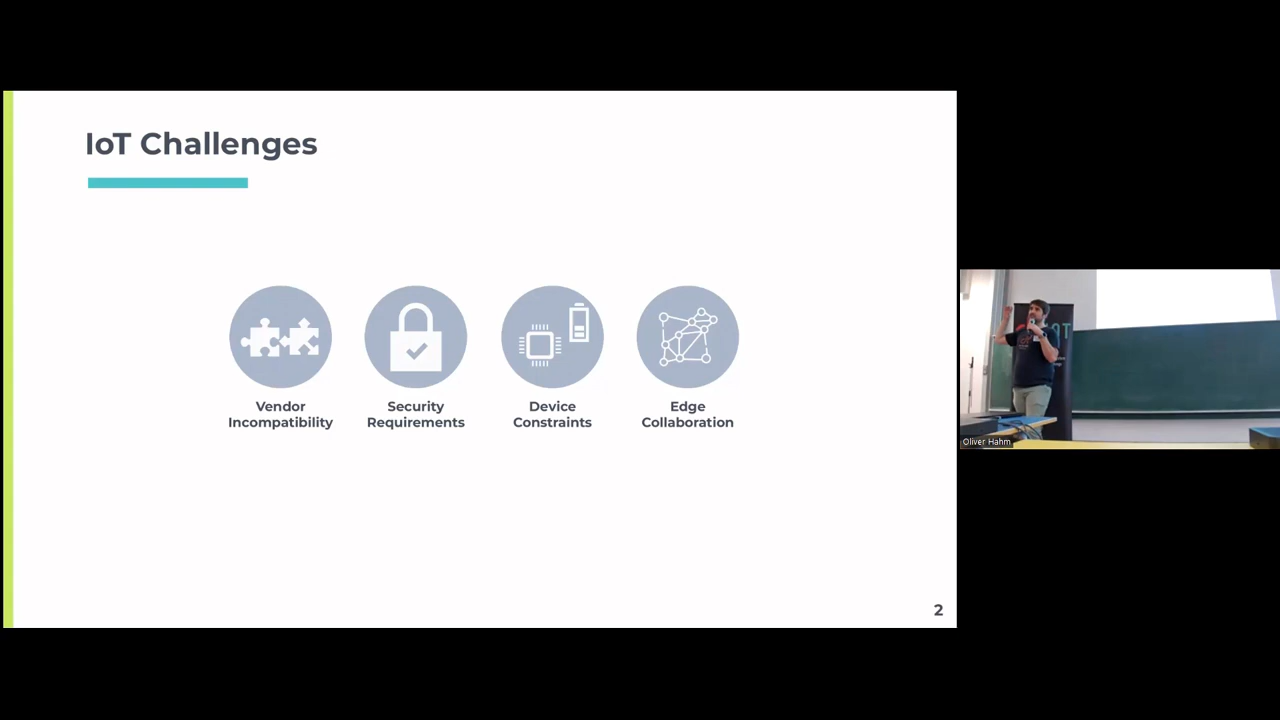 IoT Challenges
Vendor
Incompatibility
Security
Requirements
Device
Constraints
Edge
Collaboration
2
Oliver Hahm